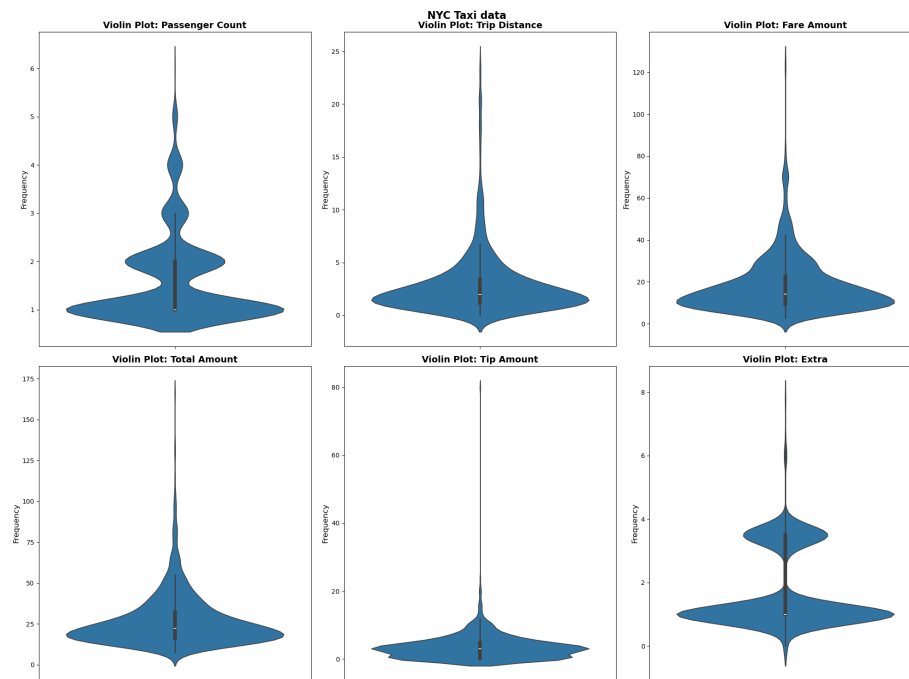 NYC Taxi data
Violin Plot: Passenger Count
Violin Plot: Trip Distance
Violin Plot: Fare Amount
Frequency
6
5
4
3
2
1
Frequency
25
20
15
10
5
0
Frequency
120
100
80
60
40
20
0
Violin Plot: Total Amount
Violin Plot: Tip Amount
Violin Plot: Extra
Frequency
175
150
125
100
75
50
25
0
Frequency
80
60
40
20
0
Frequency
8
6
4
2
0